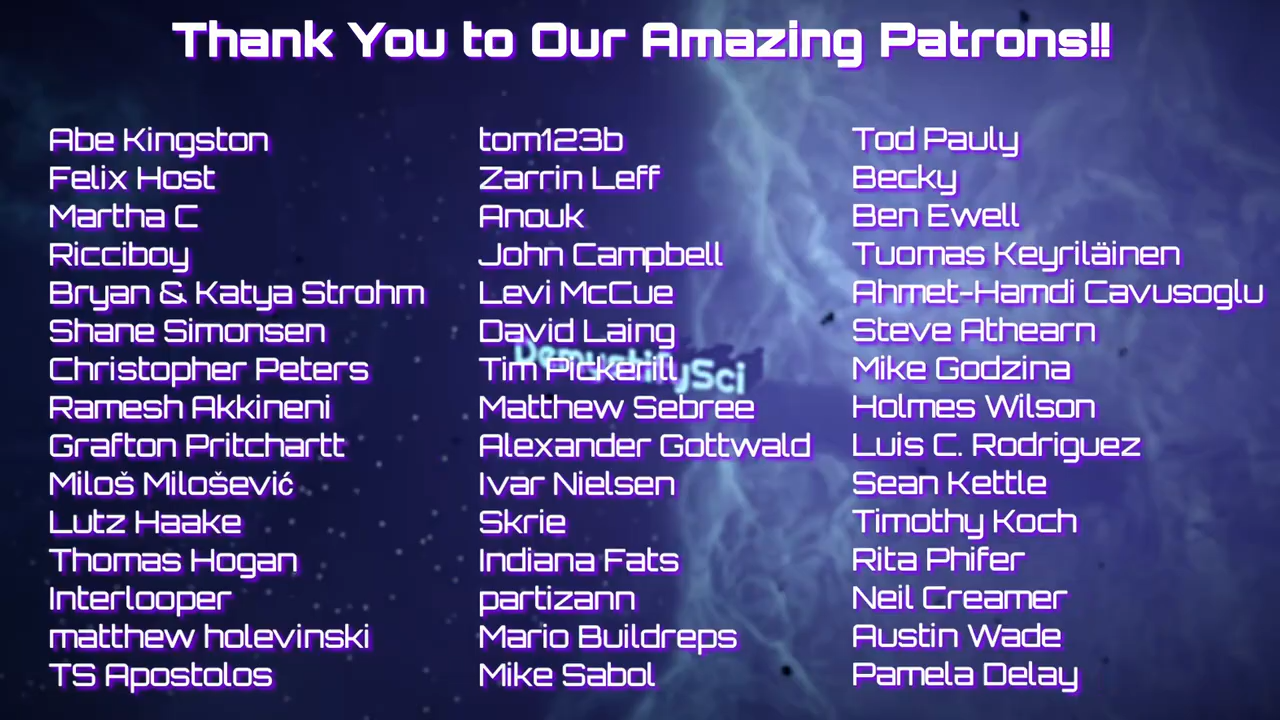 Thank You to Our Amazing Patrons!!
Abe Kingston
Felix Host
Martha C
Ricciboy
Bryan & Katya Strohm
Shane Simonsen
Christopher Peters
Ramesh Akkineni
Grafton Pritchartt
Miloš Milošević
Lutz Haake
Thomas Hogan
Interlooper
matthew holevinski
TS Apostolos
tom123b
Zarrin Leff
Anouk
John Campbell
Levi McCue
David Laing
Tim Pickerill
Matthew Sebree
Alexander Gottwald
Ivar Nielsen
Skrie
Indiana Fats
partizann
Mario Buildreps
Mike Sabol
Tod Pauly
Becky
Ben Ewell
Tuomas Keyriläinen
Ahmet-Hamdi Cavusoglu
Steve Athearn
Mike Godzina
Holmes Wilson
Luis C. Rodriguez
Sean Kettle
Timothy Koch
Rita Phifer
Neil Creamer
Austin Wade
Pamela Delay
DemystifySci